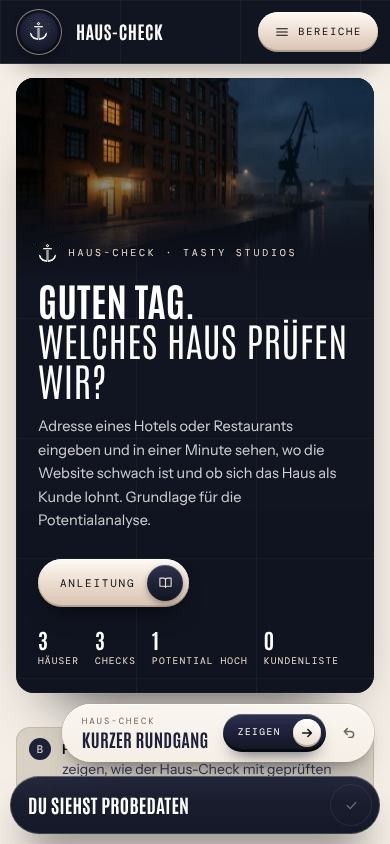 HAUS-CHECK
BEREICHE
HAUS-CHECK · TASTY STUDIOS
GUTEN TAG.
WELCHES HAUS PRÜFEN
WIR?
Adresse eines Hotels oder Restaurants
eingeben und in einer Minute sehen, wo die
Website schwach ist und ob sich das Haus als
Kunde lohnt. Grundlage für die
Potentialanalyse.
ANLEITUNG
3 3 1 0
HÄUSER CHECKS POTENTIAL HOCH KUNDENLISTE
HAUS-CHECK
KURZER RUNDGANG
ZEIGEN
B
zeigen, wie der Haus-Check mit geprüften
DU SIEHST PROBEDATEN